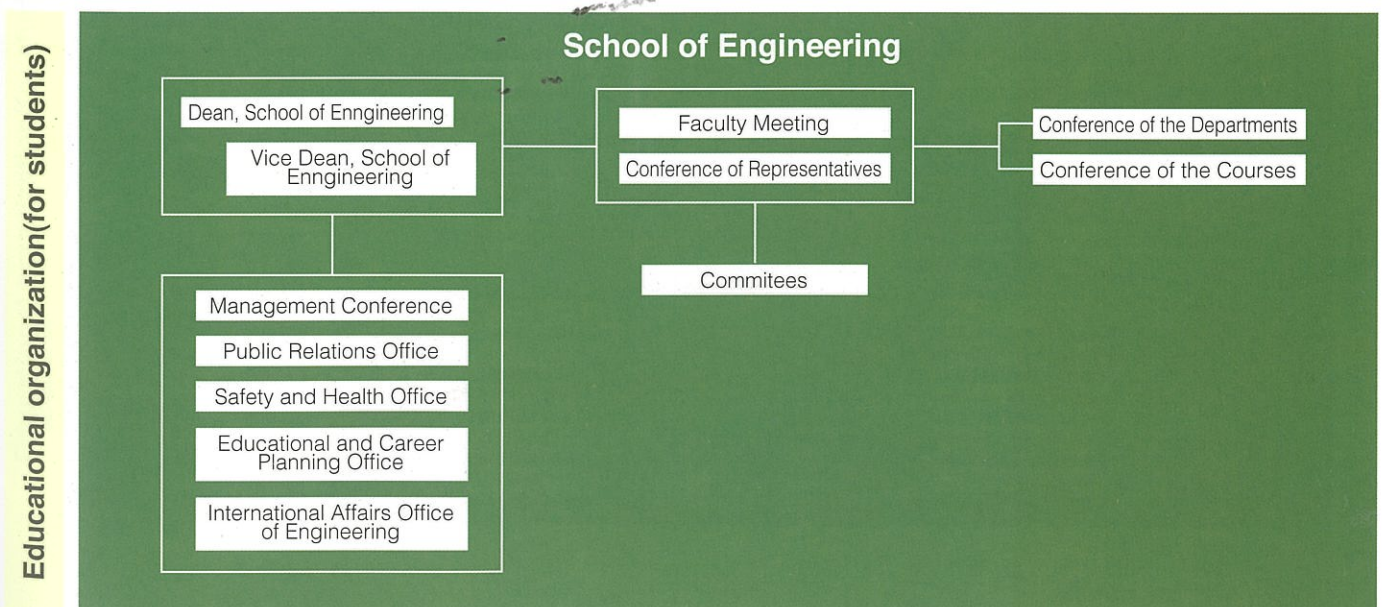 Educational organization(for students)
School of Engineering
Dean, School of Enngineering
Vice Dean, School of
Enngineering
Management Conference
Public Relations Office
Safety and Health Office
Educational and Career
Planning Office
International Affairs Office
of Engineering
Faculty Meeting
Conference of Representatives
Commitees
Conference of the Departments
Conference of the Courses